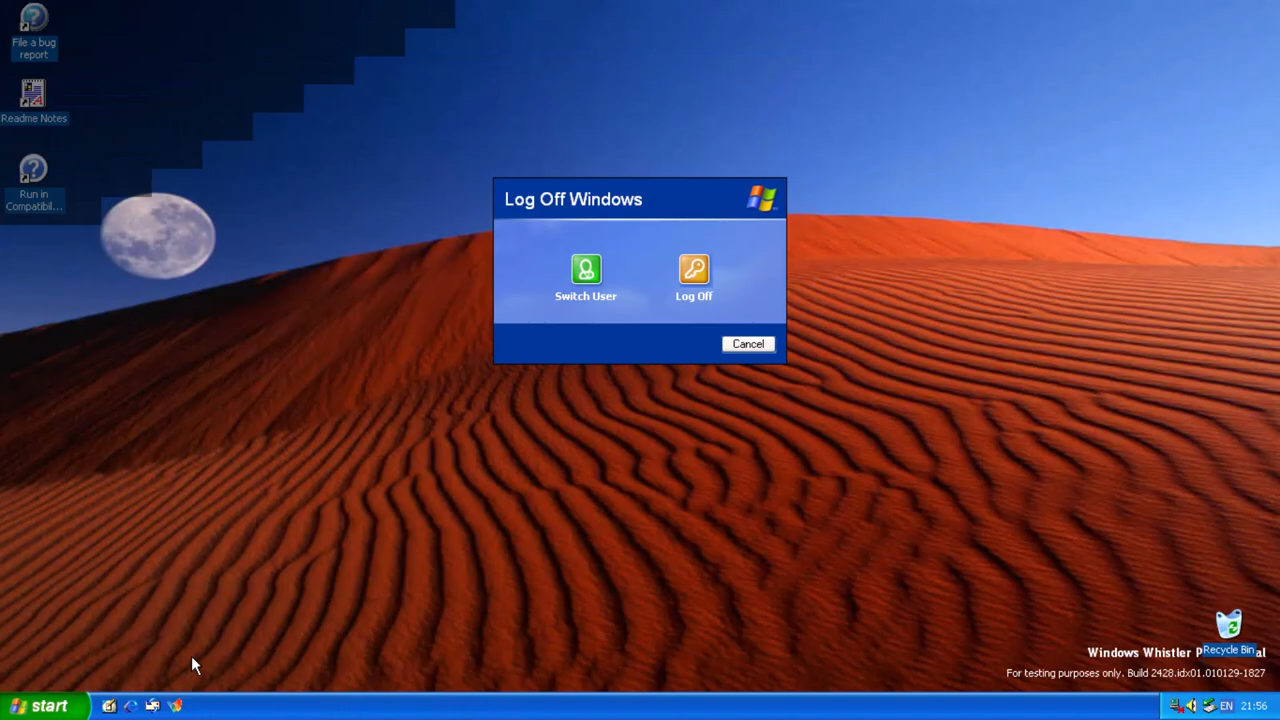 File a bug
report
Readme Notes
Run in
Compatibil...
Log Off Windows
Switch User
Log Off
Cancel
Recycle Bin
Windows Whistler
For testing purposes only. Build 2428.idx01.010129-1827
start
EN
21:56